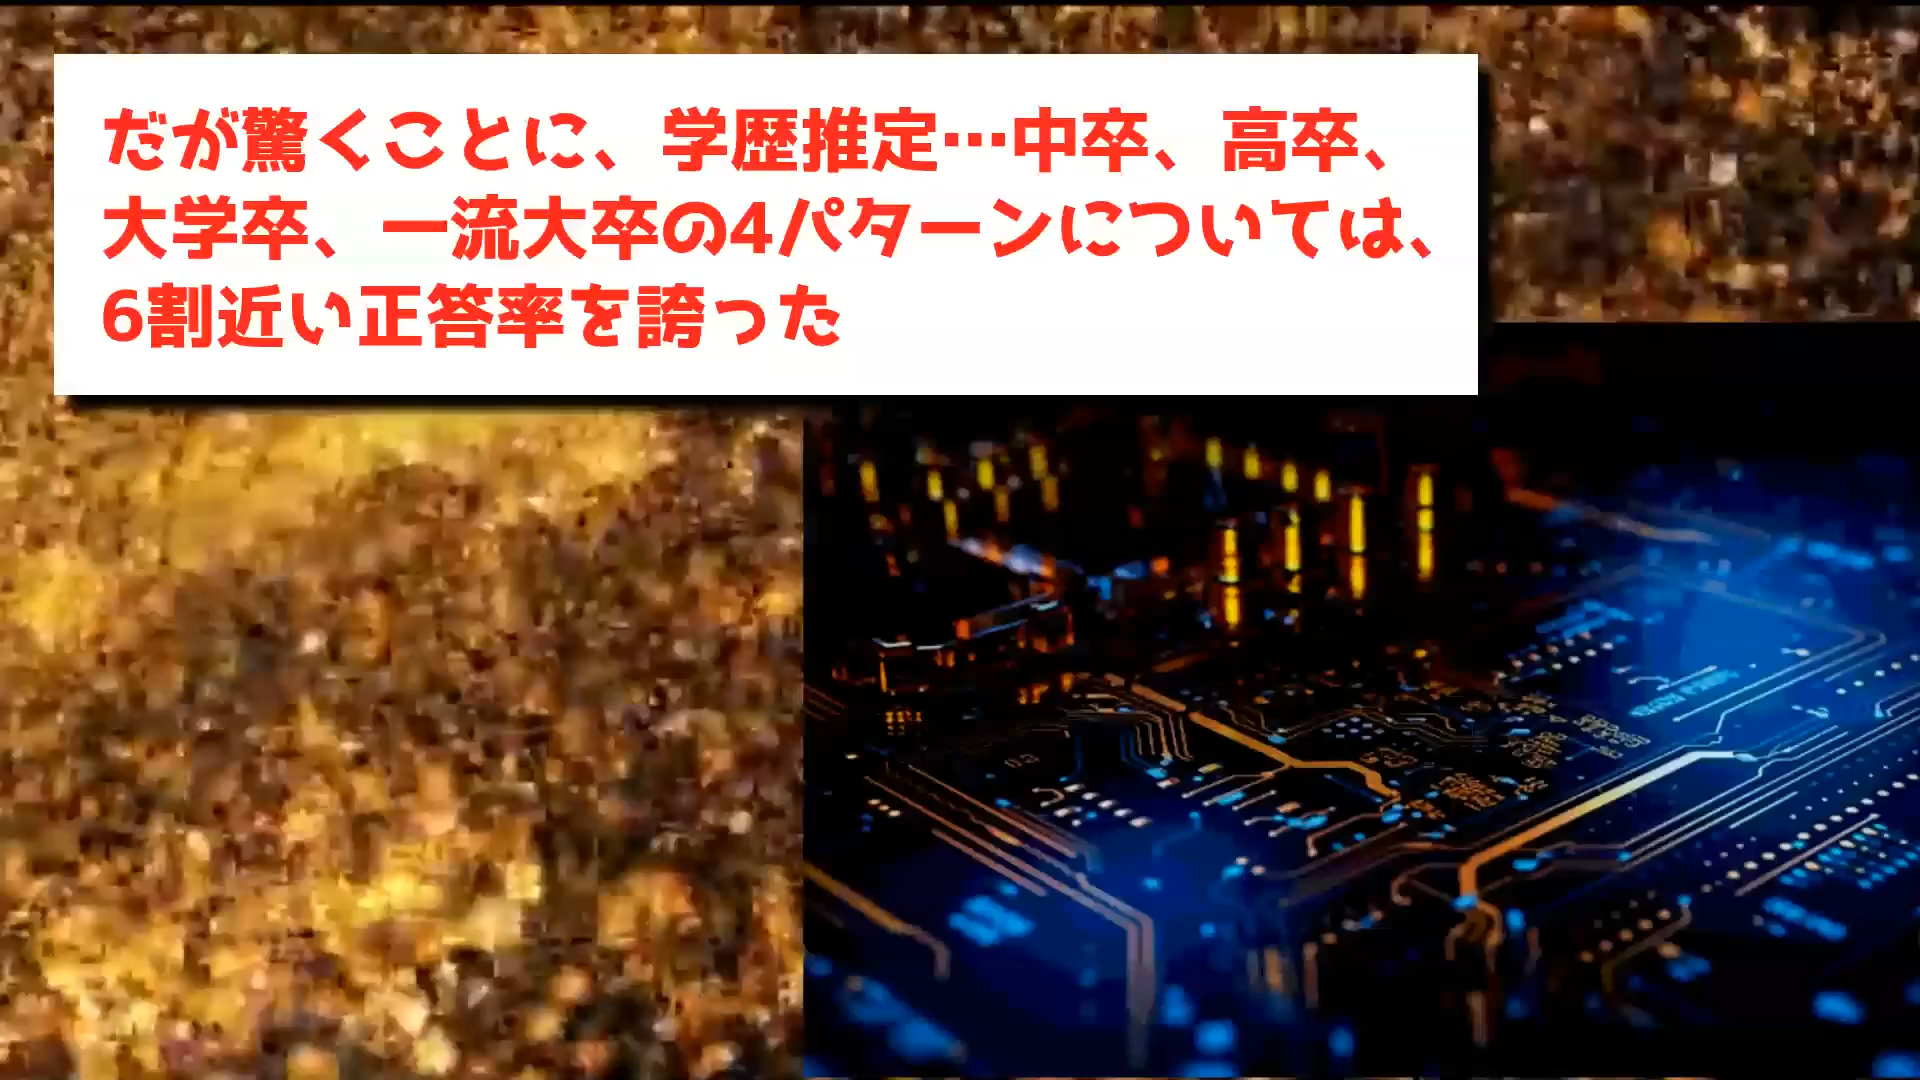 だが驚くことに、学歴推定…中卒、高卒、
大学卒、一流大卒の4パターンについては、
6割近い正答率を誇った